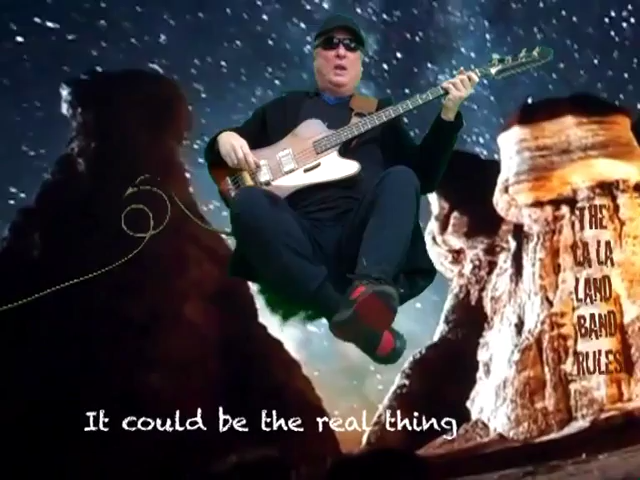 THE
LA LA
LAND
BAND
RULES
It could be the real thing